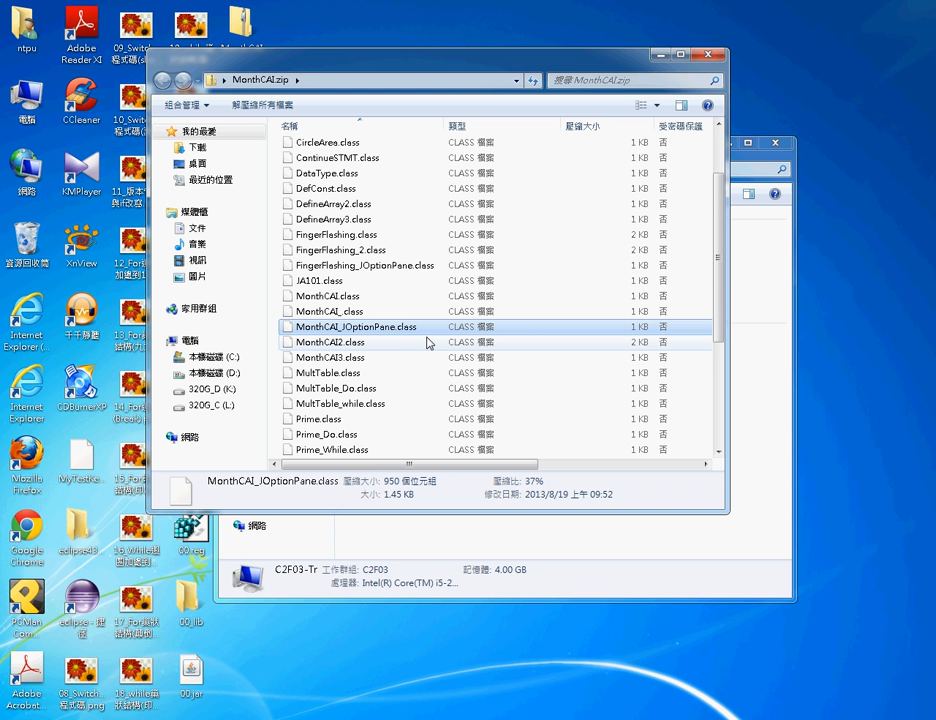 MonthCAI.zip
搜尋 MonthCAI.zip
組合管理
解壓縮所有檔案
我的最愛
下載
桌面
最近的位置
媒體櫃
文件
音樂
視訊
圖片
家用群組
電腦
本機磁碟 (C:)
本機磁碟 (D:)
320G_D (K:)
320G_C (L:)
網路
名稱 類型 壓縮大小 受密碼保護
CircleArea.class CLASS 檔案 1 KB 否
ContinueSTMT.class CLASS 檔案 1 KB 否
DataType.class CLASS 檔案 1 KB 否
DefConst.class CLASS 檔案 1 KB 否
DefineArray2.class CLASS 檔案 1 KB 否
DefineArray3.class CLASS 檔案 1 KB 否
FingerFlashing.class CLASS 檔案 2 KB 否
FingerFlashing_2.class CLASS 檔案 2 KB 否
FingerFlashing_JOptionPane.class CLASS 檔案 1 KB 否
JA101.class CLASS 檔案 1 KB 否
MonthCAI.class CLASS 檔案 1 KB 否
MonthCAI_.class CLASS 檔案 1 KB 否
MonthCAI_JOptionPane.class CLASS 檔案 1 KB 否
MonthCAI2.class CLASS 檔案 2 KB 否
MonthCAI3.class CLASS 檔案 1 KB 否
MultTable.class CLASS 檔案 1 KB 否
MultTable_Do.class CLASS 檔案 1 KB 否
MultTable_while.class CLASS 檔案 1 KB 否
Prime.class CLASS 檔案 1 KB 否
Prime_Do.class CLASS 檔案 1 KB 否
Prime_While.class CLASS 檔案 1 KB 否
MonthCAI_JOptionPane.class 壓縮大小: 950 個位元組 壓縮比: 37%
大小: 1.45 KB 修改日期: 2013/8/19 上午 09:52
網路
C2F03-Tr 工作群組: C2F03 記憶體: 4.00 GB
處理器: Intel(R) Core(TM) i5-2...
ntpu
Adobe
Reader XI
09_Switch
電腦
CCleaner
10_Switch
程式碼
網路
KMPlayer
資源回收筒
XnView
Internet
Explorer (...
千千靜聽
Internet
Explorer
CDBurnerXP
Mozilla
Firefox
MyTestRe...
Google
Chrome
eclipse43...
00.reg
PCMan
Com...
eclipse - 捷
徑
00_lib
Adobe
Acrobat...
08_Switch
程式碼.png
00.jar